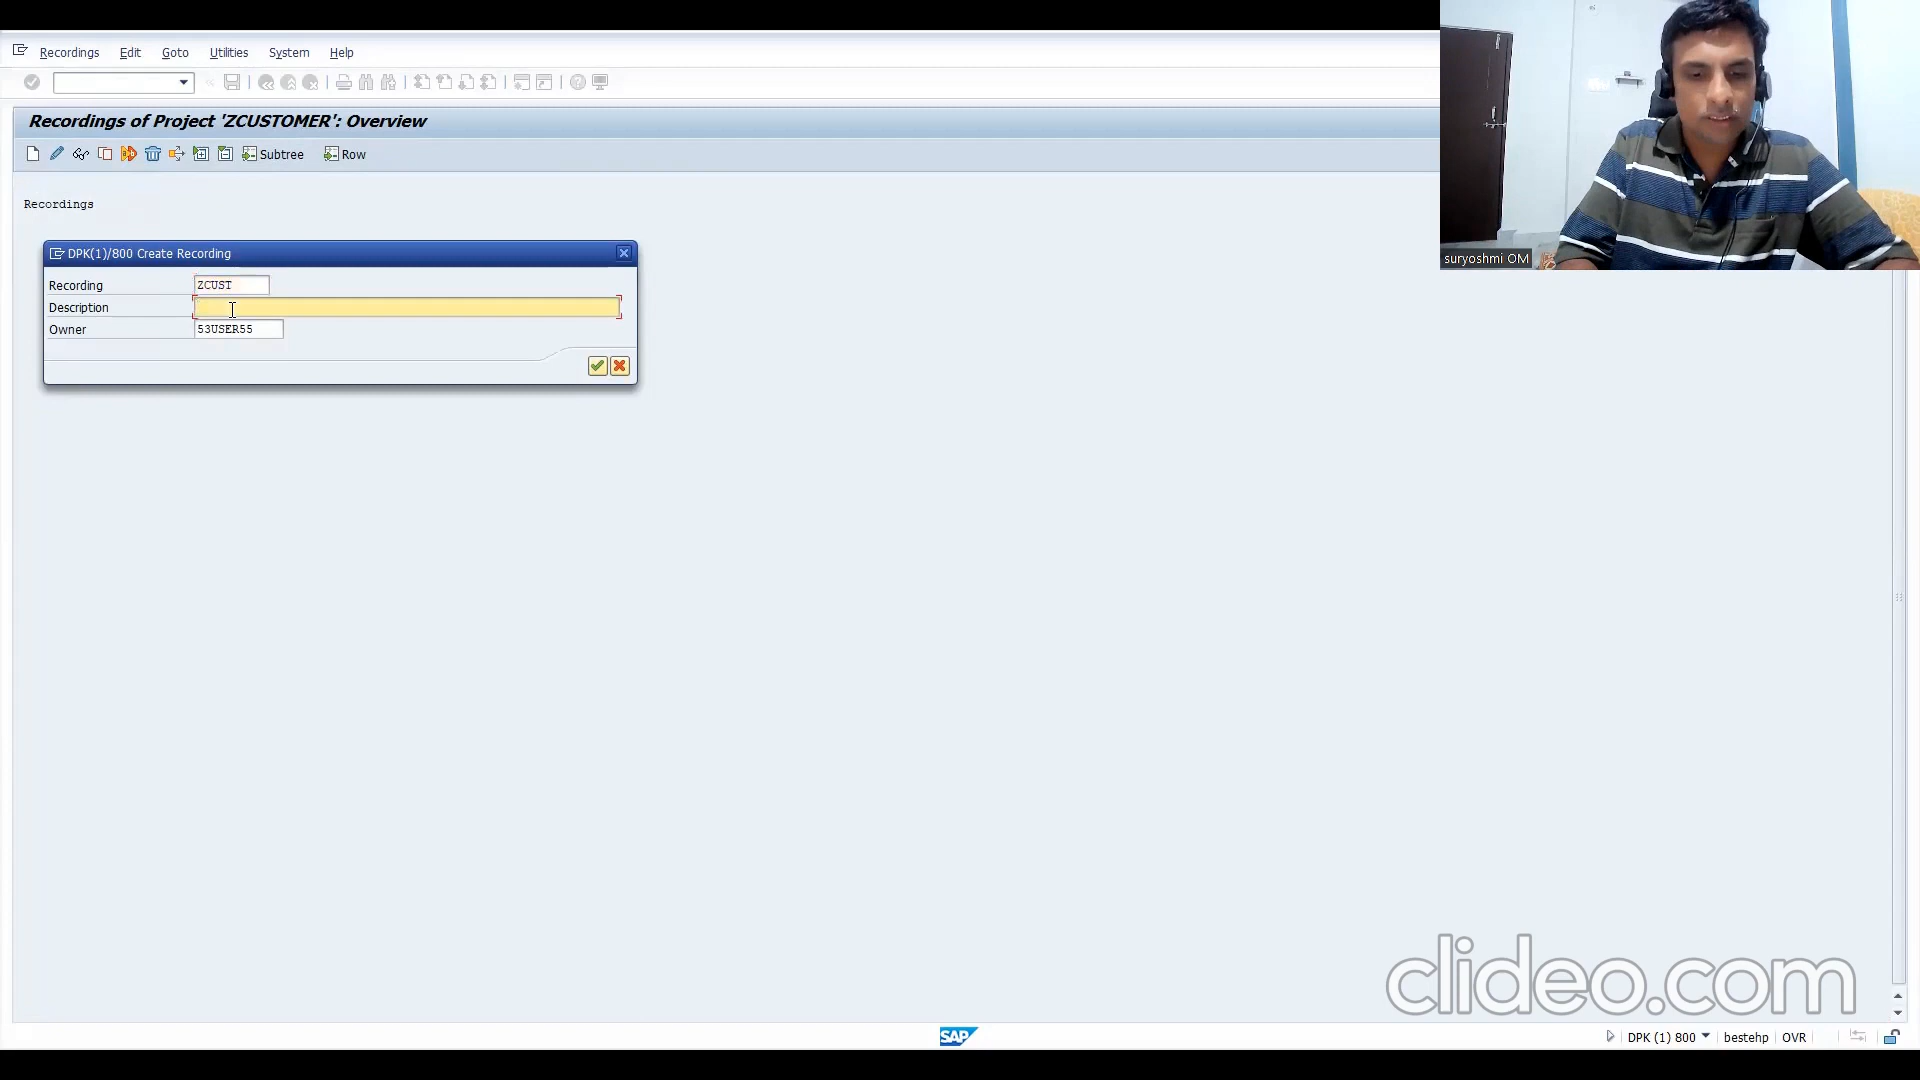 Recordings Edit Goto Utilities System Help
Recordings of Project 'ZCUSTOMER': Overview
Subtree Row
Recordings
DPK(1)/800 Create Recording
Recording ZCUST
Description
Owner 53USER55
suryoshmi OM
clideo.com
SAP
DPK (1) 800 bestehp OVR